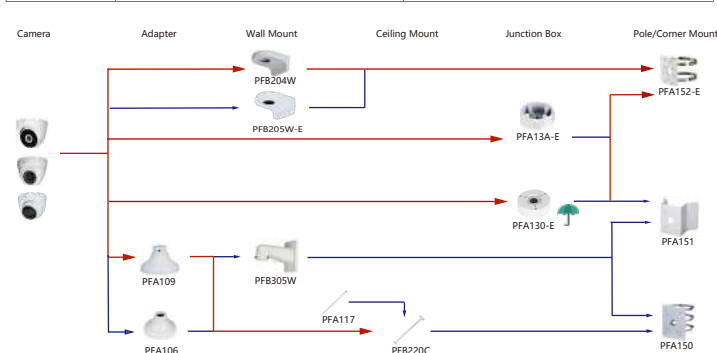 Camera Adapter Wall Mount Ceiling Mount Junction Box Pole/Corner Mount
PFB204W
PFA152-E
PFB205W-E
PFA13A-E
PFA130-E
PFA151
PFA109
PFB305W
PFA117
PFA106
PFB220C
PFA150